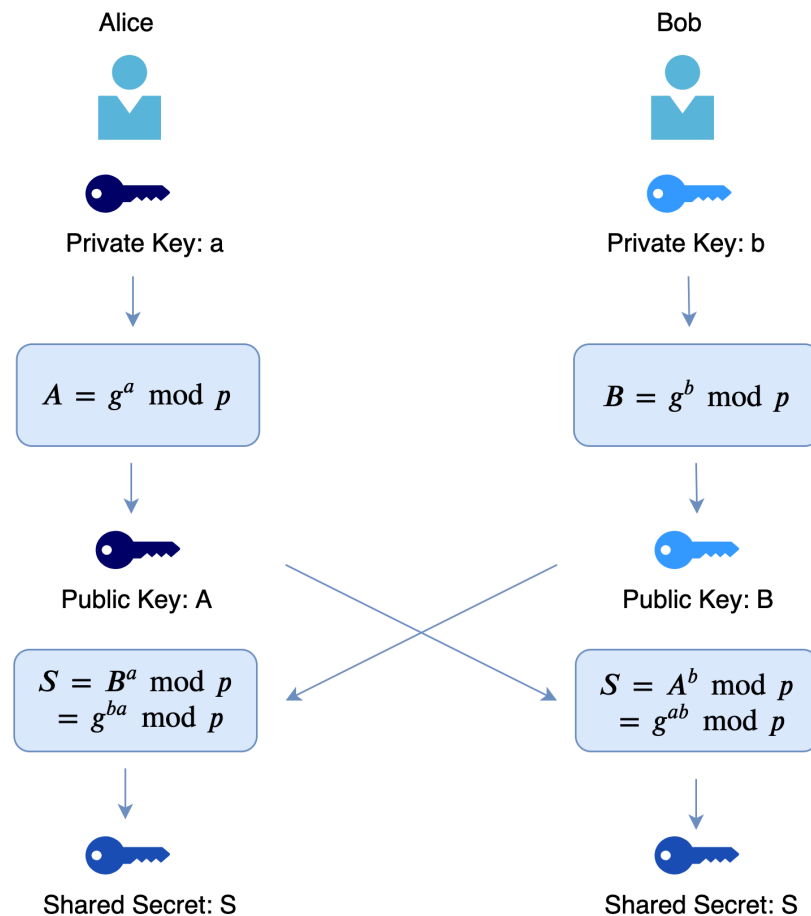 Alice
Bob
Private Key: a
Private Key: b
A = g^a mod p
B = g^b mod p
Public Key: A
Public Key: B
S = B^a mod p
= g^{ba} mod p
S = A^b mod p
= g^{ab} mod p
Shared Secret: S
Shared Secret: S